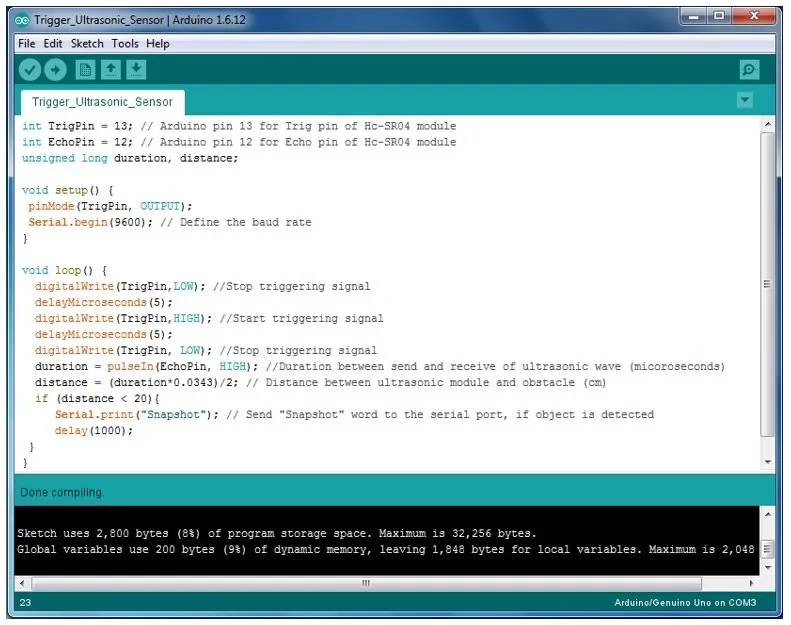 Trigger_Ultrasonic_Sensor | Arduino 1.6.12
File Edit Sketch Tools Help
Trigger_Ultrasonic_Sensor
int TrigPin = 13; // Arduino pin 13 for Trig pin of Hc-SR04 module
int EchoPin = 12; // Arduino pin 12 for Echo pin of Hc-SR04 module
unsigned long duration, distance;
void setup() {
pinMode(TrigPin, OUTPUT);
Serial.begin(9600); // Define the baud rate
}
void loop() {
digitalWrite(TrigPin,LOW); //Stop triggering signal
delayMicroseconds(5);
digitalWrite(TrigPin,HIGH); //Start triggering signal
delayMicroseconds(5);
digitalWrite(TrigPin, LOW); //Stop triggering signal
duration = pulseIn(EchoPin, HIGH); //Duration between send and receive of ultrasonic wave (micoroseconds)
distance = (duration*0.0343)/2; // Distance between ultrasonic module and obstacle (cm)
if (distance < 20){
Serial.print("Snapshot"); // Send "Snapshot" word to the serial port, if object is detected
delay(1000);
}
}
Done compiling.
Sketch uses 2,800 bytes (8%) of program storage space. Maximum is 32,256 bytes.
Global variables use 200 bytes (9%) of dynamic memory, leaving 1,848 bytes for local variables. Maximum is 2,048
23
Arduino/Genuino Uno on COM3